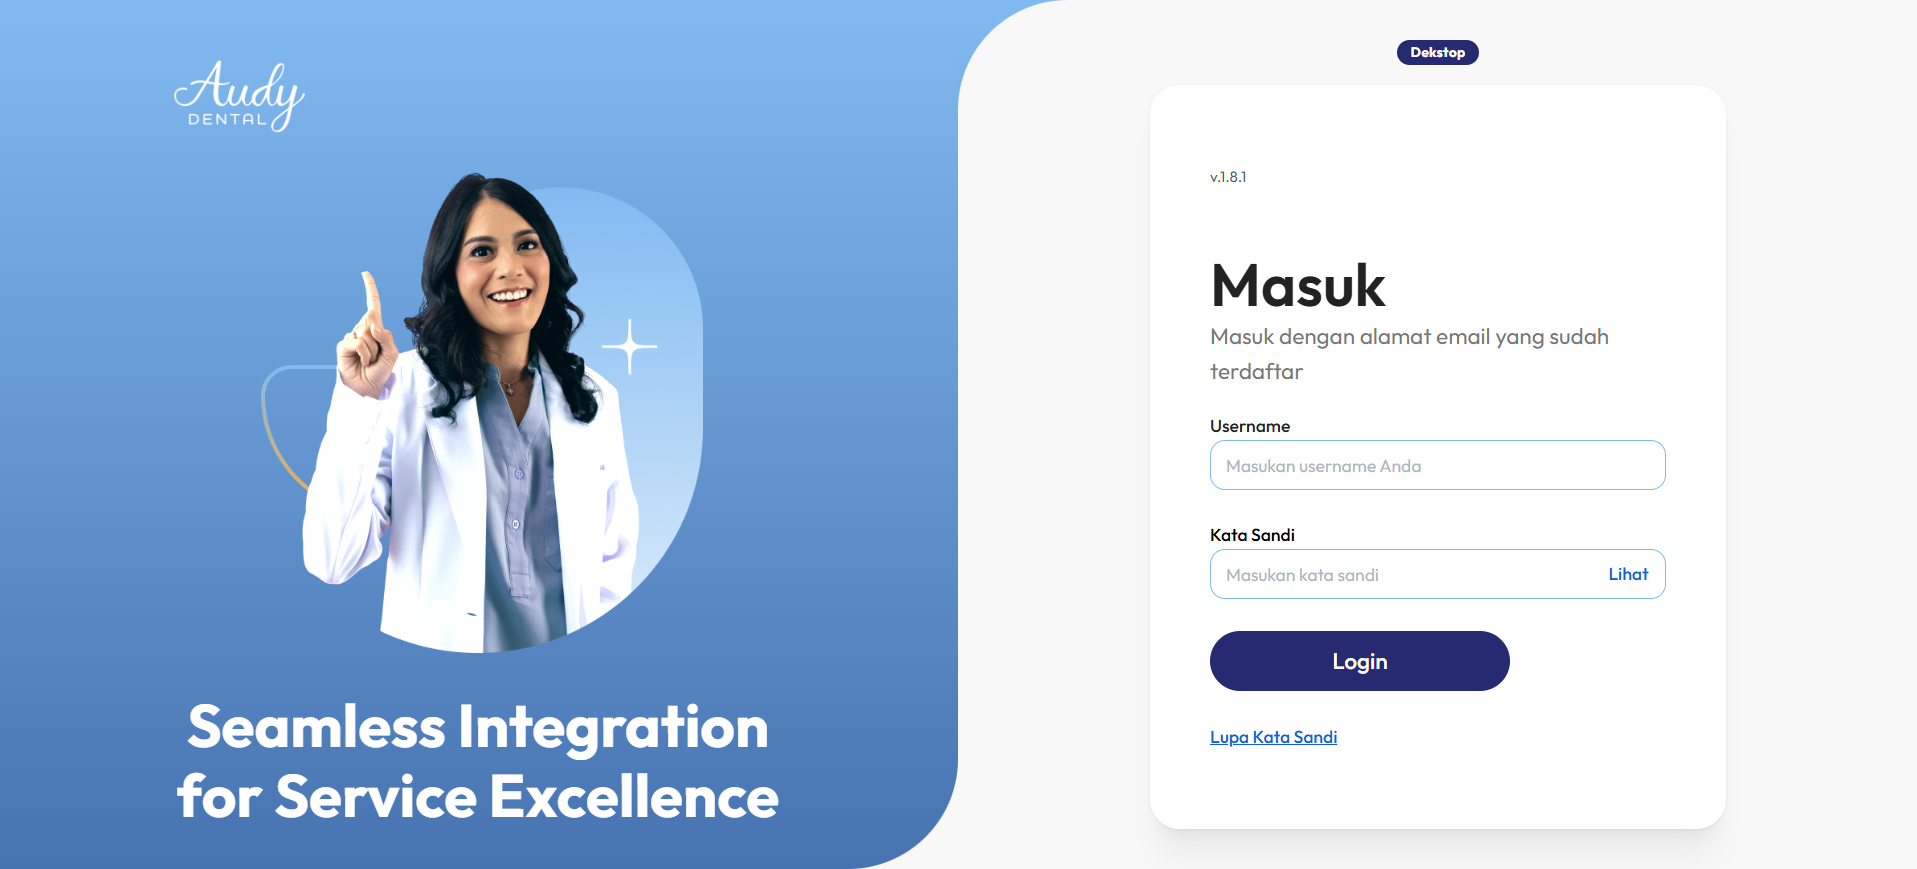 Audy
DENTAL
Seamless Integration
for Service Excellence
Dekstop
v.1.8.1
Masuk
Masuk dengan alamat email yang sudah
terdaftar
Username
Masukan username Anda
Kata Sandi
Masukan kata sandi
Lihat
Login
Lupa Kata Sandi